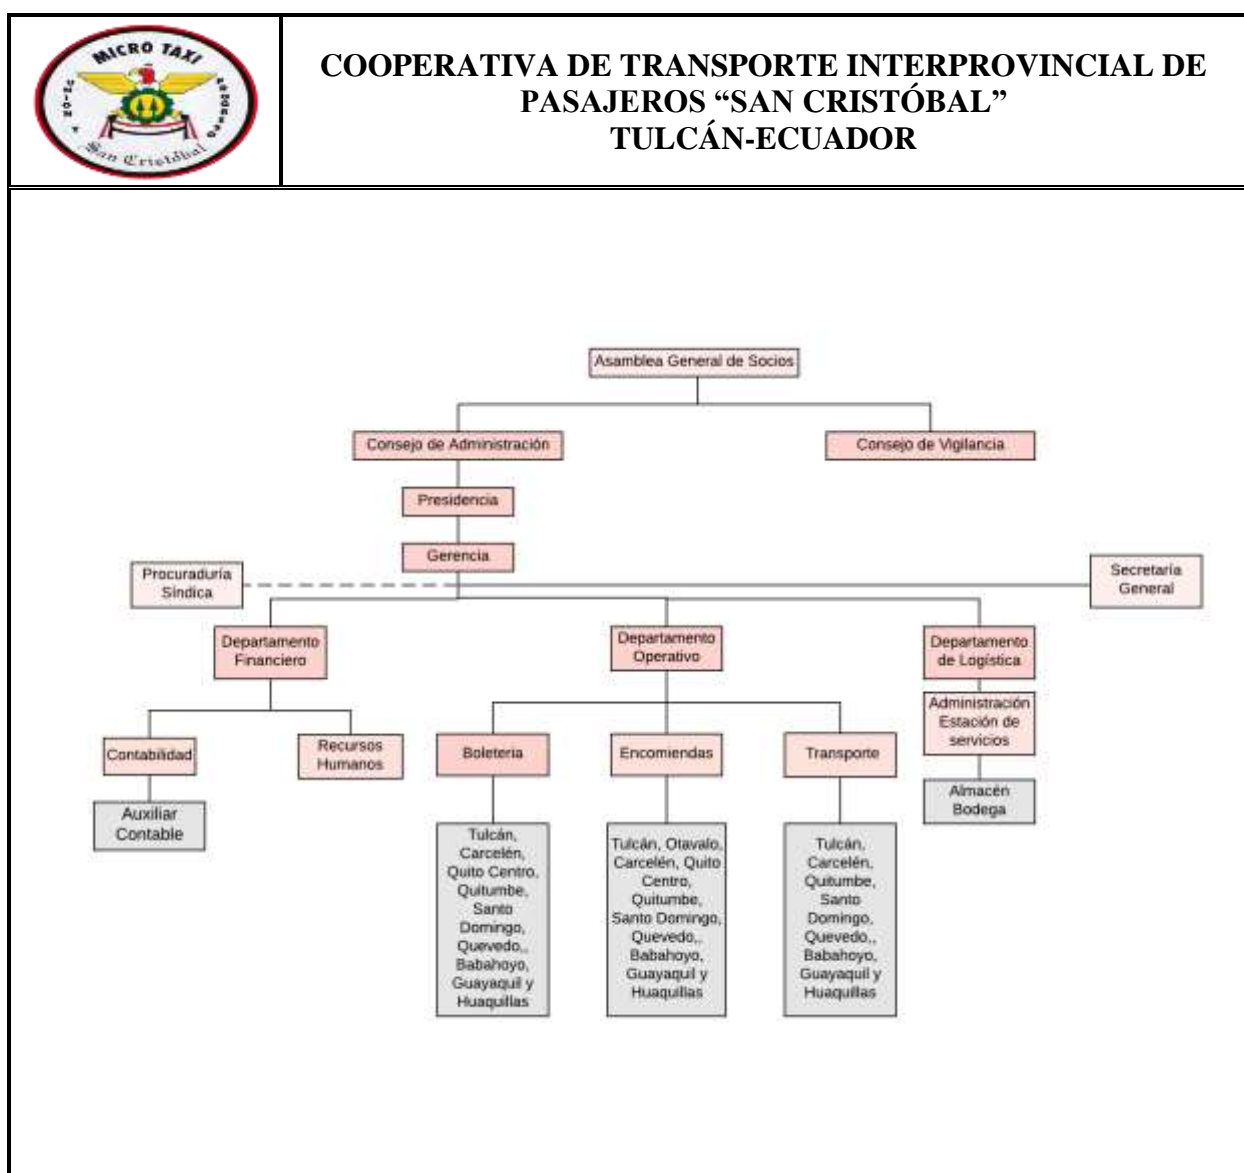 MICRO TAXI
San Cristóbal
COOPERATIVA DE TRANSPORTE INTERPROVINCIAL DE
PASAJEROS “SAN CRISTÓBAL”
TULCÁN-ECUADOR
Asamblea General de Socios
Consejo de Administración
Consejo de Vigilancia
Presidencia
Gerencia
Procuraduría
Síndica
Secretaría
General
Departamento
Financiero
Departamento
Operativo
Departamento
de Logística
Contabilidad
Recursos
Humanos
Boleteria
Encomiendas
Transporte
Administración
Estación de
servicios
Auxiliar
Contable
Almacén
Bodega
Tulcán,
Carcelén,
Quito Centro,
Quitumbe,
Santo
Domingo,
Quevedo,,
Babahoyo,
Guayaquil y
Huaquillas
Tulcán, Otavalo,
Carcelén, Quito
Centro,
Quitumbe,
Santo Domingo,
Quevedo,,
Babahoyo,
Guayaquil y
Huaquillas
Tulcán,
Carcelén,
Quitumbe,
Santo
Domingo,
Quevedo,,
Babahoyo,
Guayaquil y
Huaquillas